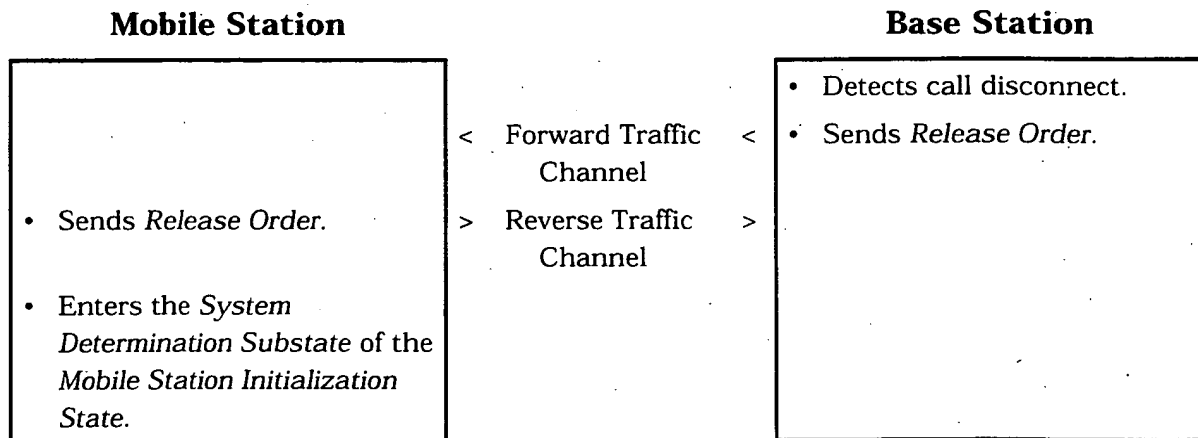 Mobile Station
Base Station
• Detects call disconnect.
< Forward Traffic <
Channel
• Sends Release Order.
• Sends Release Order.
> Reverse Traffic >
Channel
• Enters the System
Determination Substate of the
Mobile Station Initialization
State.